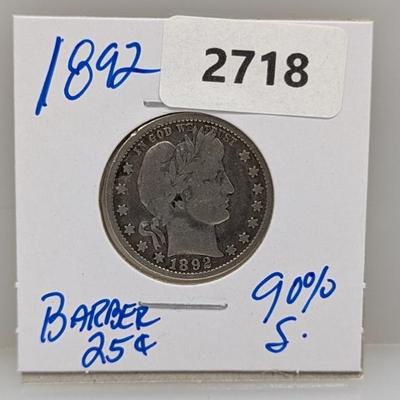 1892
2718
IN GOD WE TRUST
1892
BARBER
25¢
90%
S.